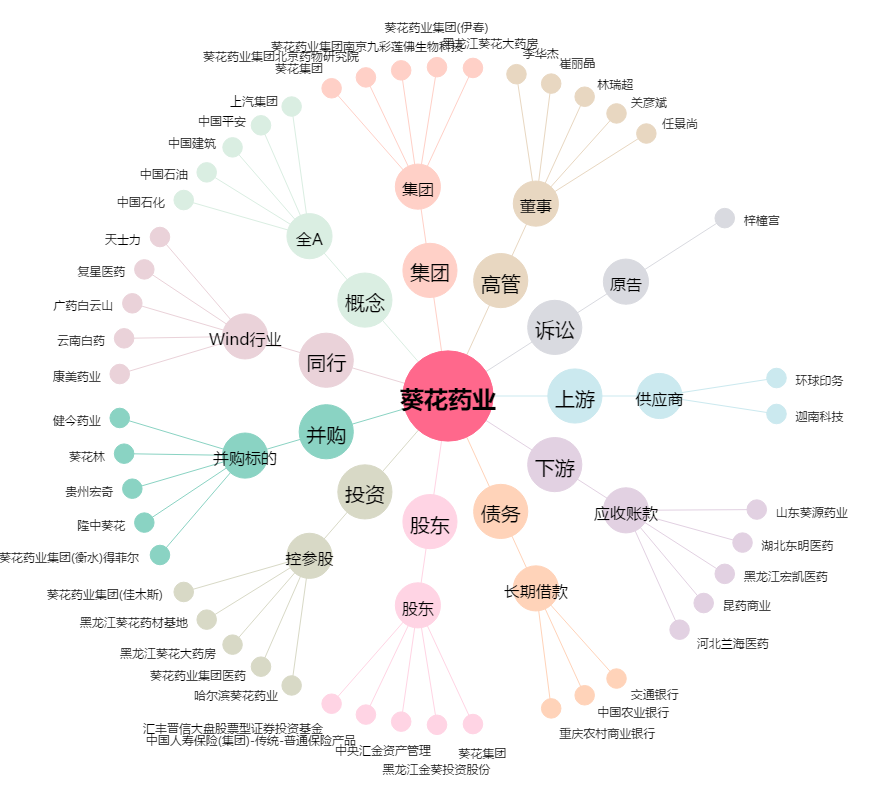 葵花药业集团(伊春)
葵花药业集团南京九彩莲佛生物科技
黑龙江葵花大药房
葵花药业集团北京药物研究院
葵花集团
李华杰
崔丽晶
林瑞超
关彦斌
任景尚
上汽集团
中国平安
中国建筑
中国石油
中国石化
集团
董事
梓橦宫
全A
集团
高管
原告
天士力
复星医药
广药白云山
云南白药
康美药业
概念
诉讼
Wind行业
同行
葵花药业
上游
供应商
环球印务
迦南科技
健今药业
葵花林
贵州宏奇
隆中葵花
葵花药业集团(衡水)得菲尔
并购
并购标的
下游
投资
股东
债务
应收账款
山东葵源药业
湖北东明医药
黑龙江宏凯医药
昆药商业
河北兰海医药
控参股
葵花药业集团(佳木斯)
黑龙江葵花药材基地
黑龙江葵花大药房
葵花药业集团医药
哈尔滨葵花药业
股东
长期借款
交通银行
中国农业银行
重庆农村商业银行
汇丰晋信大盘股票型证券投资基金
中国人寿保险(集团)-传统-普通保险产品
中央汇金资产管理
葵花集团
黑龙江金葵投资股份